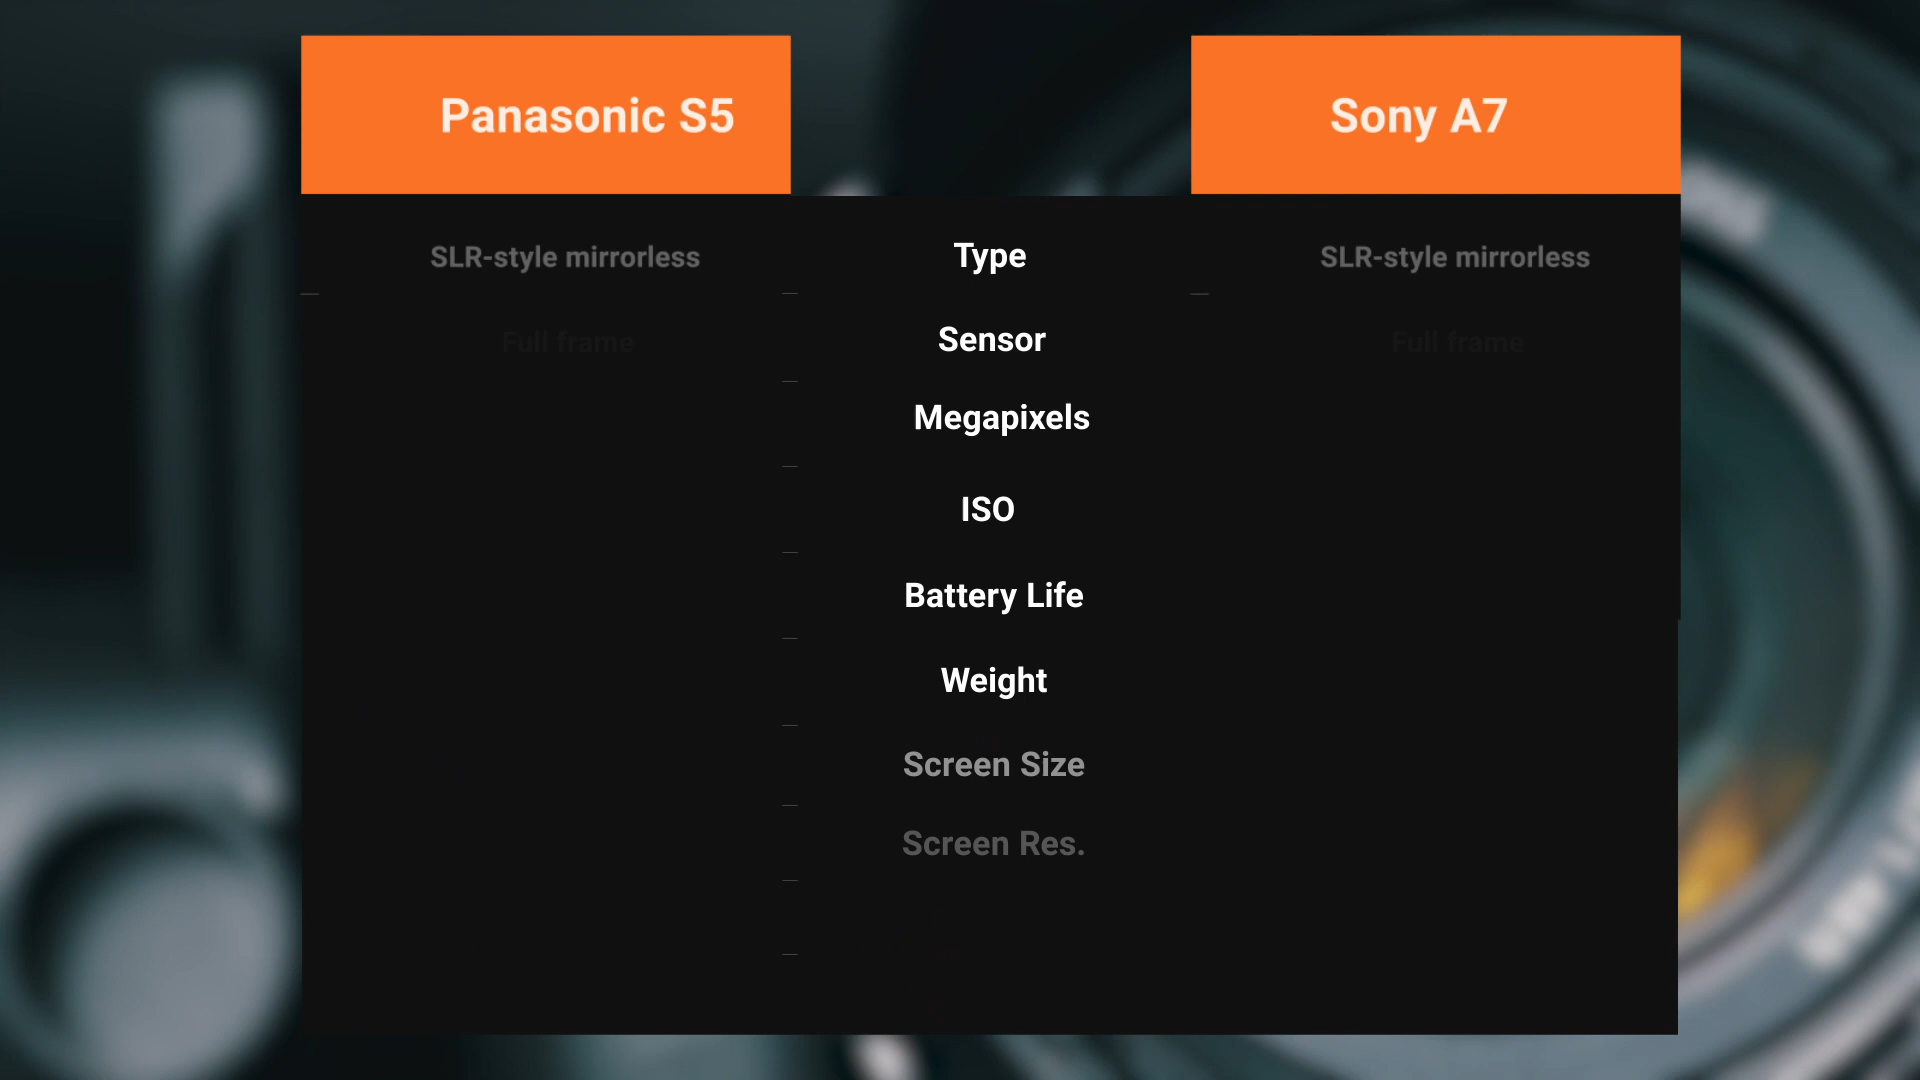 Panasonic S5
Sony A7
SLR-style mirrorless
Type
SLR-style mirrorless
Full frame
Sensor
Full frame
Megapixels
ISO
Battery Life
Weight
Screen Size
Screen Res.